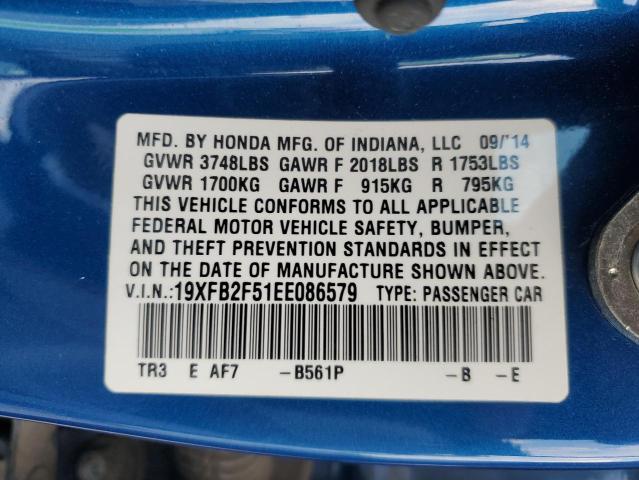 MFD. BY HONDA MFG. OF INDIANA, LLC 09/'14
GVWR 3748LBS GAWR F 2018LBS R 1753LBS
GVWR 1700KG GAWR F 915KG R 795KG
THIS VEHICLE CONFORMS TO ALL APPLICABLE
FEDERAL MOTOR VEHICLE SAFETY, BUMPER,
AND THEFT PREVENTION STANDARDS IN EFFECT
ON THE DATE OF MANUFACTURE SHOWN ABOVE.
V.I.N.:19XFB2F51EE086579 TYPE: PASSENGER CAR
TR3 E AF7 -B561P -B -E